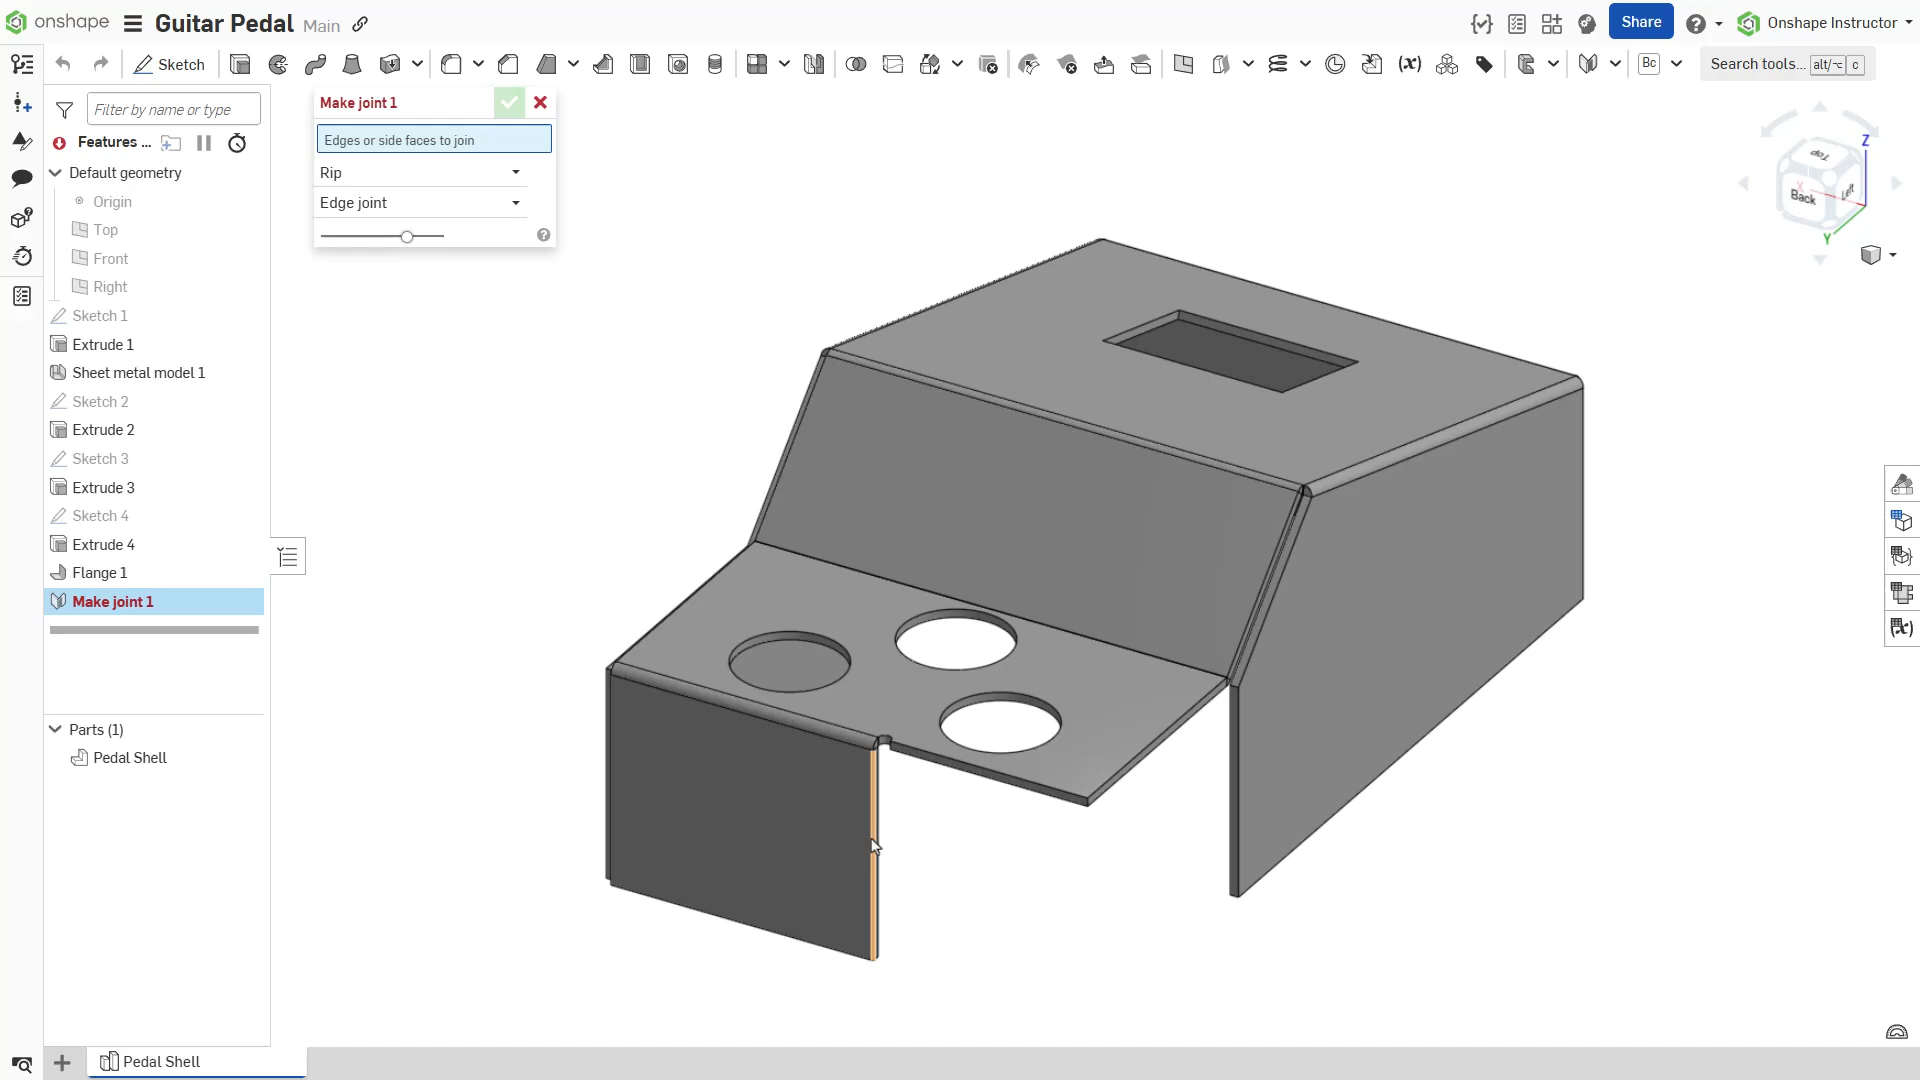 onshape
Guitar Pedal
Main
Share
Onshape Instructor
Sketch
Bc
Search tools...
alt/⌥
c
Make joint 1
Edges or side faces to join
Rip
Edge joint
Filter by name or type
Features ...
Default geometry
Origin
Top
Front
Right
Sketch 1
Extrude 1
Sheet metal model 1
Sketch 2
Extrude 2
Sketch 3
Extrude 3
Sketch 4
Extrude 4
Flange 1
Make joint 1
Parts (1)
Pedal Shell
Pedal Shell
Z
Top
X
Back
Left
Y
(x)
(x)